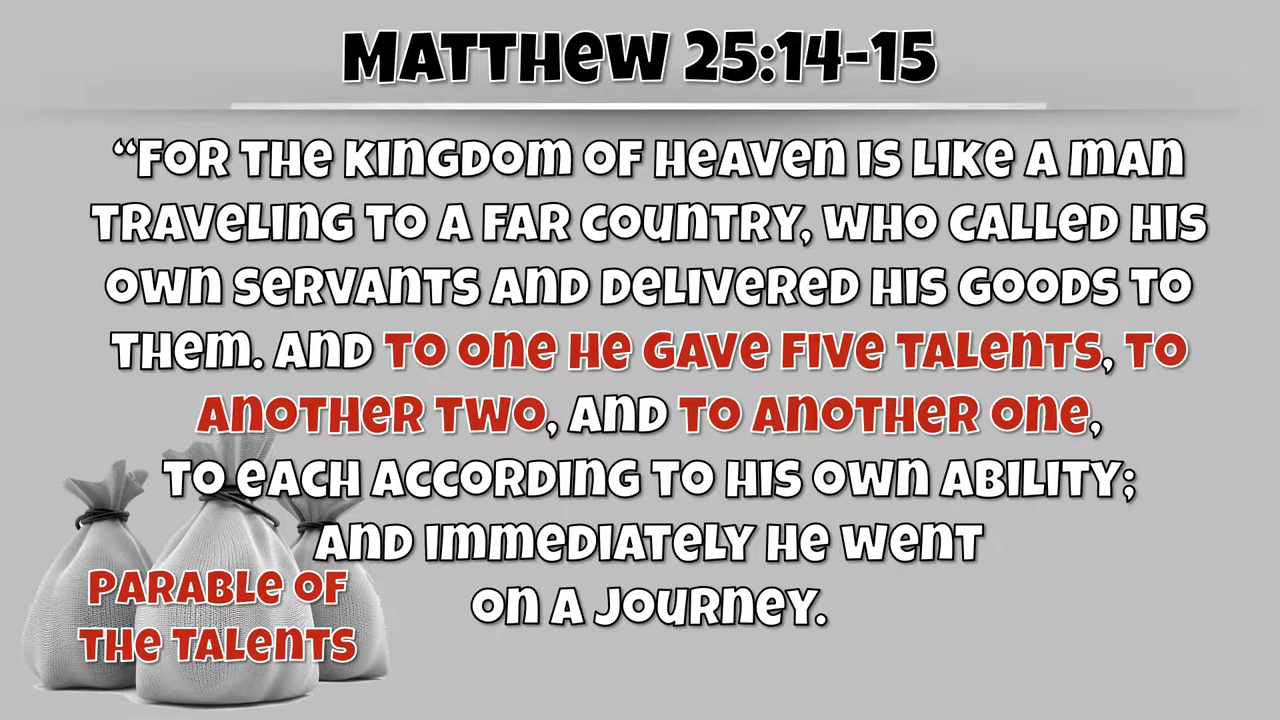 Matthew 25:14-15
“For the kingdom of heaven is like a man
traveling to a far country, who called his
own servants and delivered his goods to
them. And to one he gave five talents, to
another two, and to another one,
to each according to his own ability;
and immediately he went
on a journey.
Parable of
the Talents